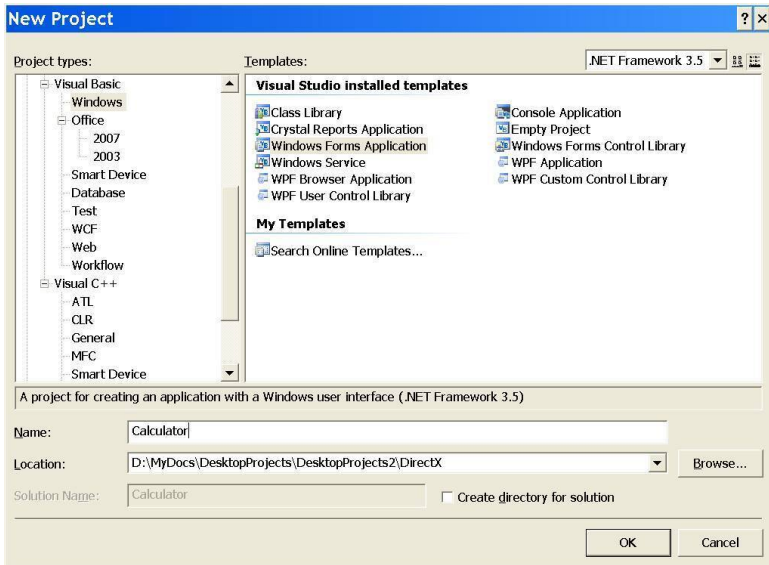 New Project
Project types:
Templates:
.NET Framework 3.5
Visual Basic
Windows
Office
2007
2003
Smart Device
Database
Test
WCF
Web
Workflow
Visual C++
ATL
CLR
General
MFC
Smart Device
Visual Studio installed templates
Class Library
Crystal Reports Application
Windows Forms Application
Windows Service
WPF Browser Application
WPF User Control Library
Console Application
Empty Project
Windows Forms Control Library
WPF Application
WPF Custom Control Library
My Templates
Search Online Templates...
A project for creating an application with a Windows user interface (.NET Framework 3.5)
Name:
Calculator
Location:
D:\MyDocs\DesktopProjects\DesktopProjects2\DirectX
Browse...
Solution Name:
Calculator
Create directory for solution
OK
Cancel